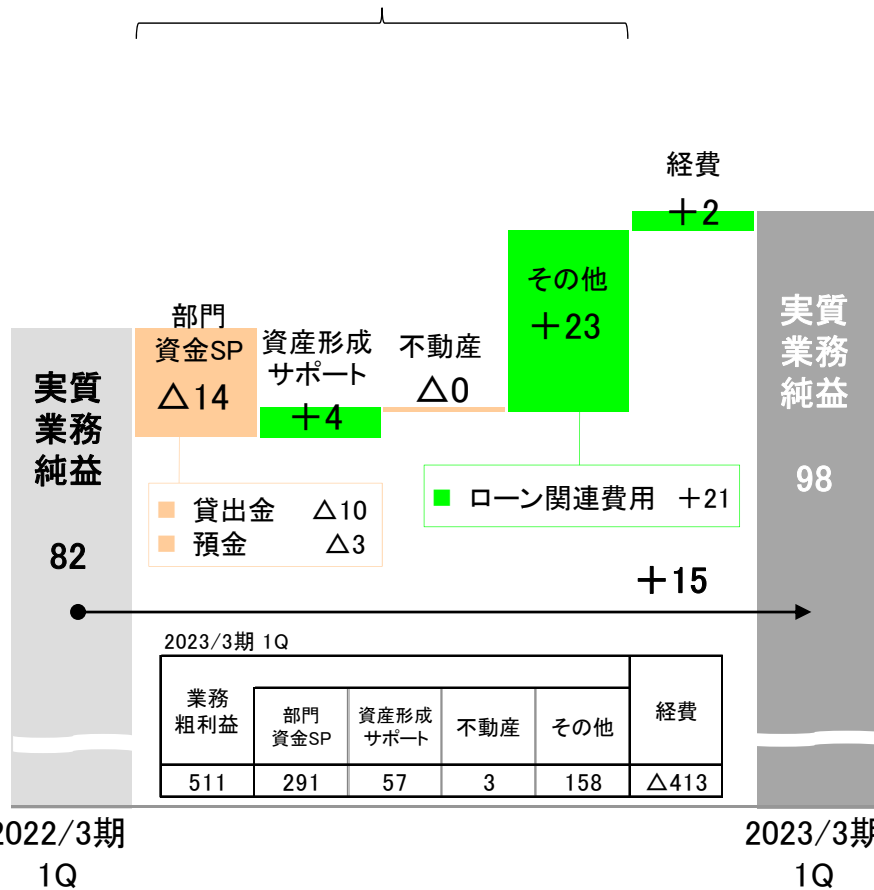 経費
＋2
部門
資金SP
△14
資産形成
サポート
＋4
不動産
△0
その他
＋23
実質
業務
純益
82
実質
業務
純益
98
■ 貸出金 △10
■ 預金 △3
■ ローン関連費用 ＋21
＋15
2023/3期 1Q
業務
粗利益
部門
資金SP
資産形成
サポート
不動産
その他
経費
511 291 57 3 158 △413
2022/3期
1Q
2023/3期
1Q